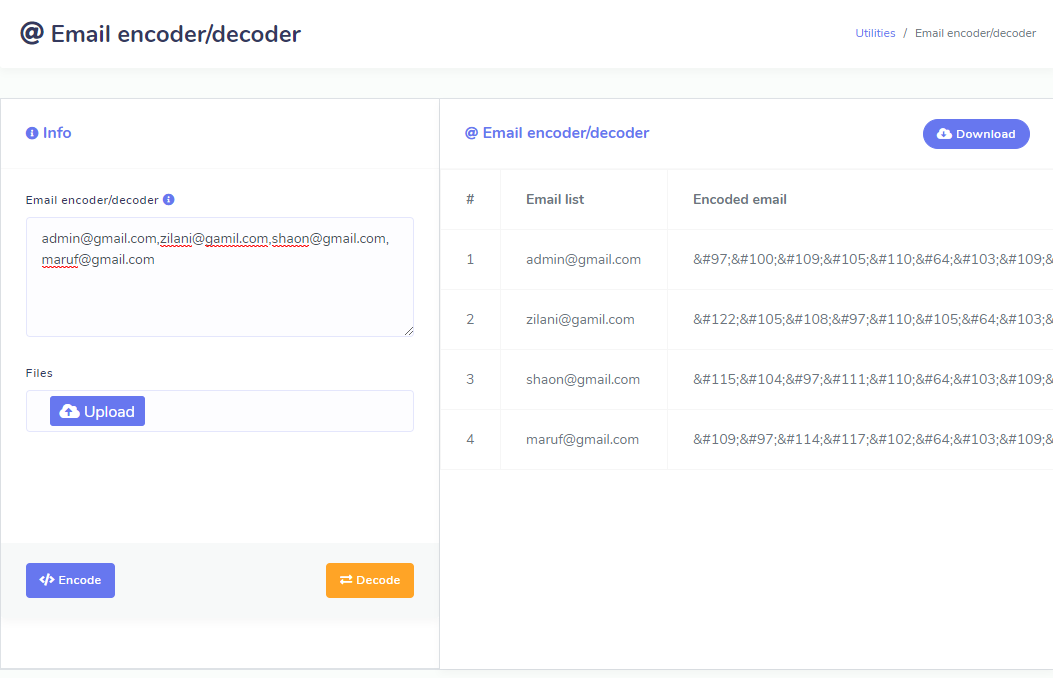 @ Email encoder/decoder
Utilities / Email encoder/decoder
Info
Email encoder/decoder
admin@gmail.com,zilani@gamil.com,shaon@gmail.com,
maruf@gmail.com
Files
Upload
Encode
Decode
@ Email encoder/decoder
Download
# Email list Encoded email
1 admin@gmail.com &#97;&#100;&#109;&#105;&#110;&#64;&#103;&#109;&
2 zilani@gamil.com &#122;&#105;&#108;&#97;&#110;&#105;&#64;&#103;&
3 shaon@gmail.com &#115;&#104;&#97;&#111;&#110;&#64;&#103;&#109;&
4 maruf@gmail.com &#109;&#97;&#114;&#117;&#102;&#64;&#103;&#109;&